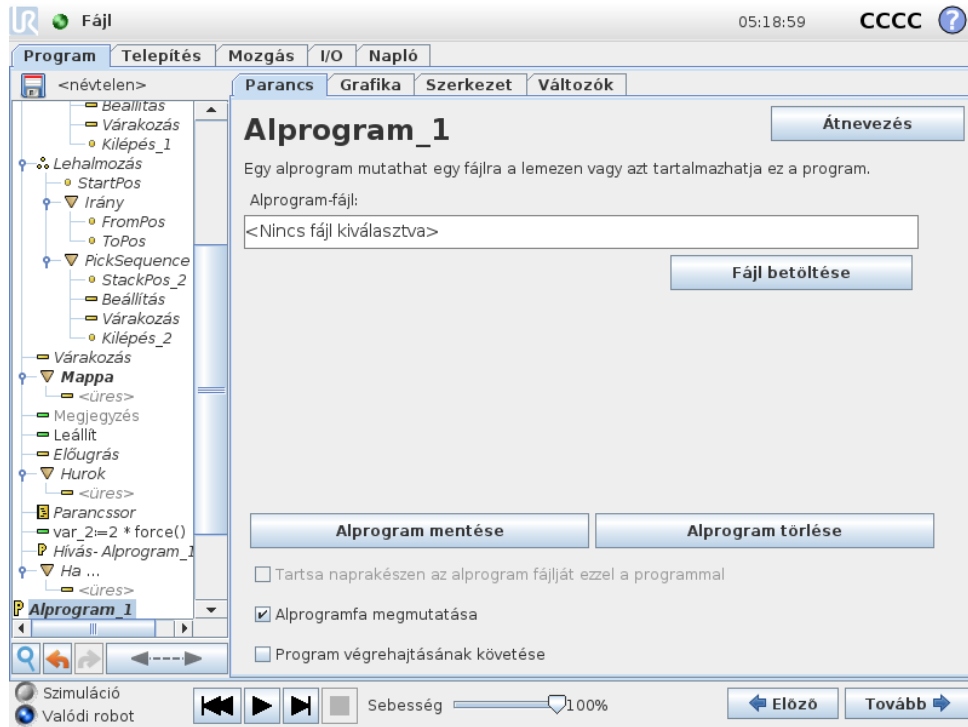 UR Fájl 05:18:59 CCCC ?
Program Telepítés Mozgás I/O Napló
<névtelen>
Parancs Grafika Szerkezet Változók
Beállítás
Várakozás
Kilépés_1
Lehalmozás
StartPos
Irány
FromPos
ToPos
PickSequence
StackPos_2
Beállítás
Várakozás
Kilépés_2
Várakozás
Mappa
<üres>
Megjegyzés
Leállít
Előugrás
Hurok
<üres>
Parancssor
var_2≔2 * force()
Hívás- Alprogram_1
Ha ...
<üres>
P Alprogram_1
Alprogram_1
Átnevezés
Egy alprogram mutathat egy fájlra a lemezen vagy azt tartalmazhatja ez a program.
Alprogram-fájl:
<Nincs fájl kiválasztva>
Fájl betöltése
Alprogram mentése
Alprogram törlése
Tartsa naprakészen az alprogram fájlját ezzel a programmal
Alprogramfa megmutatása
Program végrehajtásának követése
Szimuláció
Valódi robot
Sebesség 100%
Előző
Tovább